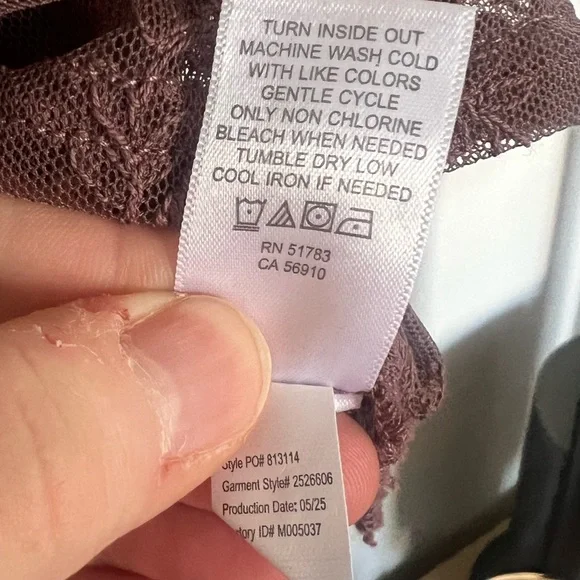 TURN INSIDE OUT
MACHINE WASH COLD
WITH LIKE COLORS
GENTLE CYCLE
ONLY NON CHLORINE
BLEACH WHEN NEEDED
TUMBLE DRY LOW
COOL IRON IF NEEDED
RN 51783
CA 56910
Style PO# 813114
Garment Style# 2526606
Production Date: 05/25
ID# M005037